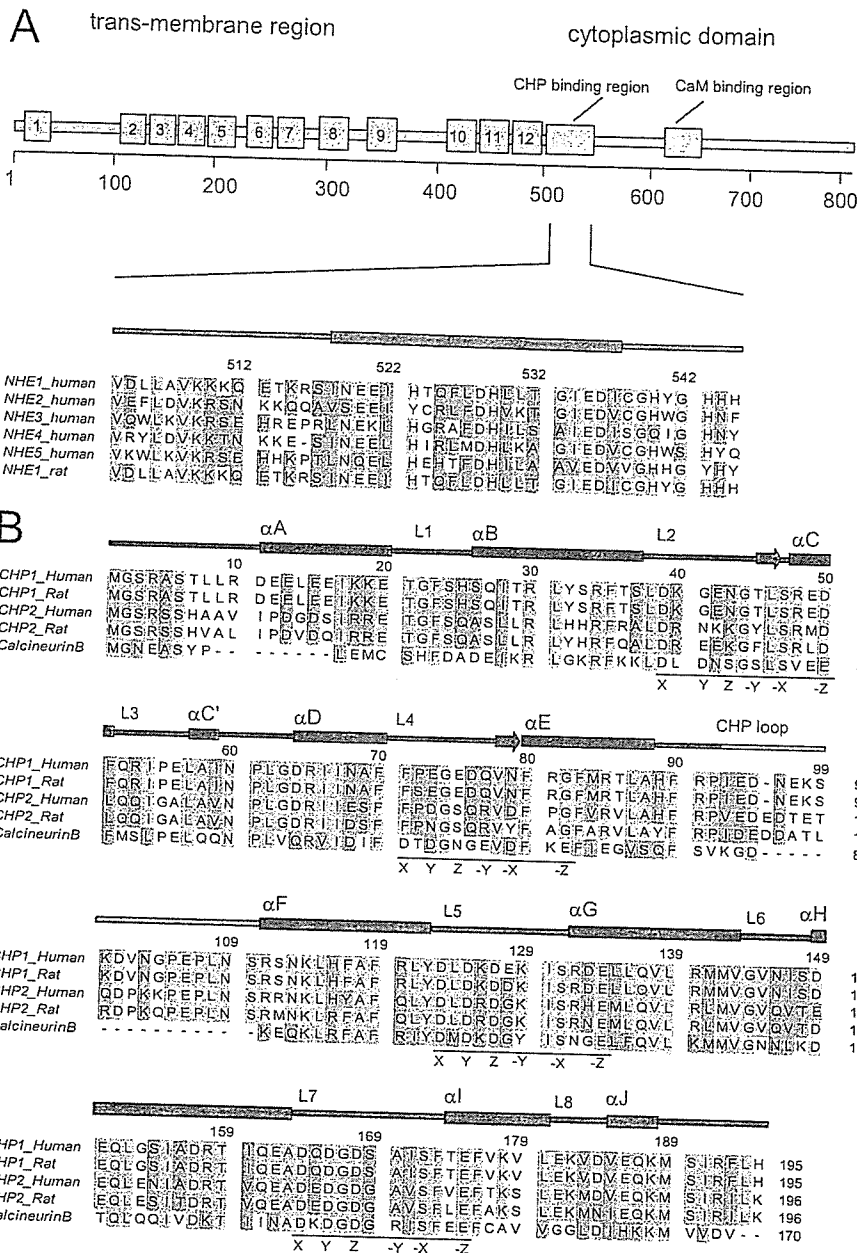 A
trans-membrane region
cytoplasmic domain
CHP binding region
CaM binding region
1 2 3 4 5 6 7 8 9 10 11 12
1 100 200 300 400 500 600 700 800
512 522 532 542
NHE1_human VDLLAVKKKQ ETKRSINEEI HTQFLDHLLT GIEDICGHYG HHH
NHE2_human VEFLDVKRSN KKQQAVSEEI YCRLFDHVKT GIEDVCGHWG HNF
NHE3_human VQWLKVKRSE HREPRLNEKL HGRAFDHILS AIEDISGQIG HNY
NHE4_human VRYLDVKKTN KKE-SINEEL HIRLMDHLKA GIEDVCGHWS HYQ
NHE5_human VKWLKVKRSE HHKPTLNQEL HEHTFDHILA AVEDVVGHHG YHY
NHE1_rat VDLLAVKKKQ ETKRSINEEI HTQFLDHLLT GIEDICGHYG HHH
B
αA L1 αB L2 αC
10 20 30 40 50
CHP1_Human MGSRASTLLR DEELEEIKKE TGFSHSQITR LYSRFTSLDK GENGTLSRED
CHP1_Rat MGSRASTLLR DEELEEIKKE TGFSHSQITR LYSRFTSLDK GENGTLSRED
CHP2_Human MGSRSSHAAV IPDGDSIRRE TGFSQASLLR LHHRFRALDR NKKGYLSRMD
CHP2_Rat MGSRSSHVAL IPDVDQIRRE TGFSQASLLR LYHRFQALDR EEKGFLSRLD
CalcineurinB MGNEASYP-- ------LEMC SHFDADEIKR LGKRFKKLDL DNSGSLSVEE
X Y Z -Y -X -Z
L3 αC' αD L4 αE CHP loop
60 70 80 90 99
CHP1_Human FQRIPELAIN PLGDRIINAF FPEGEDQVNF RGFMRTLAHF RPIED-NEKS
CHP1_Rat FQRIPELAIN PLGDRIINAF FSEGEDQVNF RGFMRTLAHF RPIED-NEKS
CHP2_Human LQQIGALAVN PLGDRIIESF FPDGSQRVDF PGFVRVLAHF RPVEDEDTET
CHP2_Rat LQQIGALAVN PLGDRIIDSF FPNGSQRVYF AGFARVLAYF RPIDEDDATL
CalcineurinB FMSLPELQQN PLVQRVIDIF DTDGNGEVDF KEFIEGVSQF SVKGD-----
X Y Z -Y -X -Z
αF L5 αG L6 αH
109 119 129 139 149
CHP1_Human KDVNGPEPLN SRSNKLHFAF RLYDLDKDEK ISRDELLQVL RMMVGVNISD
CHP1_Rat KDVNGPEPLN SRSNKLHFAF RLYDLDKDDK ISRDELLQVL RMMVGVNISD
CHP2_Human QDPKKPEPLN SRRNKLHYAF QLYDLDRDGK ISRHEMLQVL RLMVGVQVTE
CHP2_Rat RDPKQPEPLN SRMNKLRFAF QLYDLDRDGK ISRNEMLQVL RLMVGVQVTD
CalcineurinB ---------- -KEQKLRFAF RIYDMDKDGY ISNGELFQVL KMMVGNNLKD
X Y Z -Y -X -Z
L7 αI L8 αJ
159 169 179 189
CHP1_Human EQLGSIADRT IQEADQDGDS AISFTEFVKV LEKVDVEQKM SIRFLH 195
CHP1_Rat EQLGSIADRT IQEADQDGDS AISFTEFVKV LEKVDVEQKM SIRFLH 195
CHP2_Human EQLENIADRT VQEADEDGDG AVSFVEFTKS LEKMDVEQKM SIRILK 196
CHP2_Rat EQLESITDRT VQEADEDGDG AVSFLEFAKS LEKMNIEQKM SIRILK 196
CalcineurinB TQLQQIVDKT IINADKDGDG RISFEEFCAV VGGLDIHKKM VVDV-- 170
X Y Z -Y -X -Z